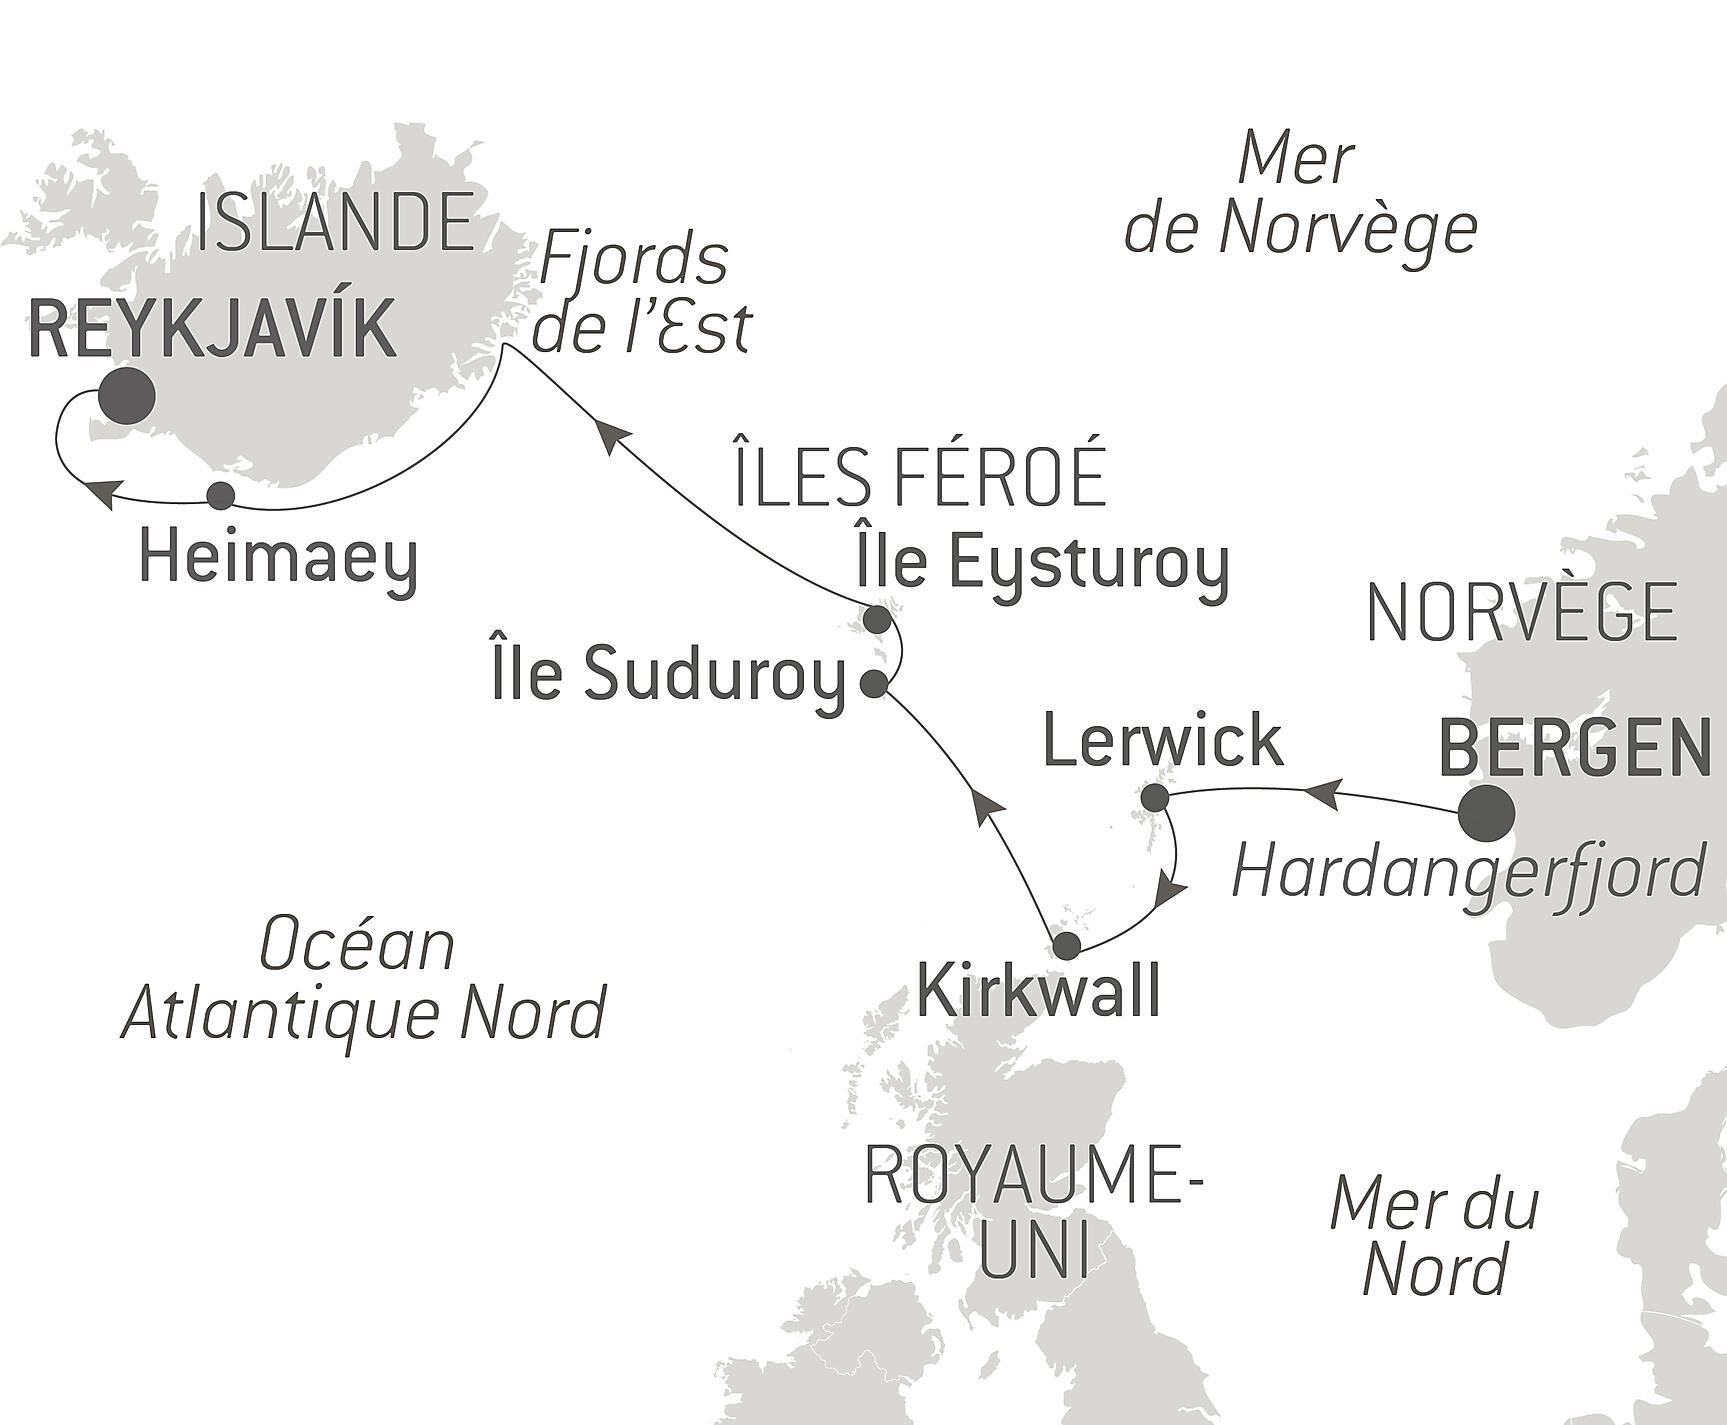 Mer
de Norvège
ISLANDE
Fjords
de l'Est
REYKJAVÍK
ÎLES FÉROÉ
Île Eysturoy
Heimaey
NORVÈGE
Île Suduroy
Lerwick
BERGEN
Hardangerfjord
Océan
Atlantique Nord
Kirkwall
ROYAUME-
UNI
Mer du
Nord